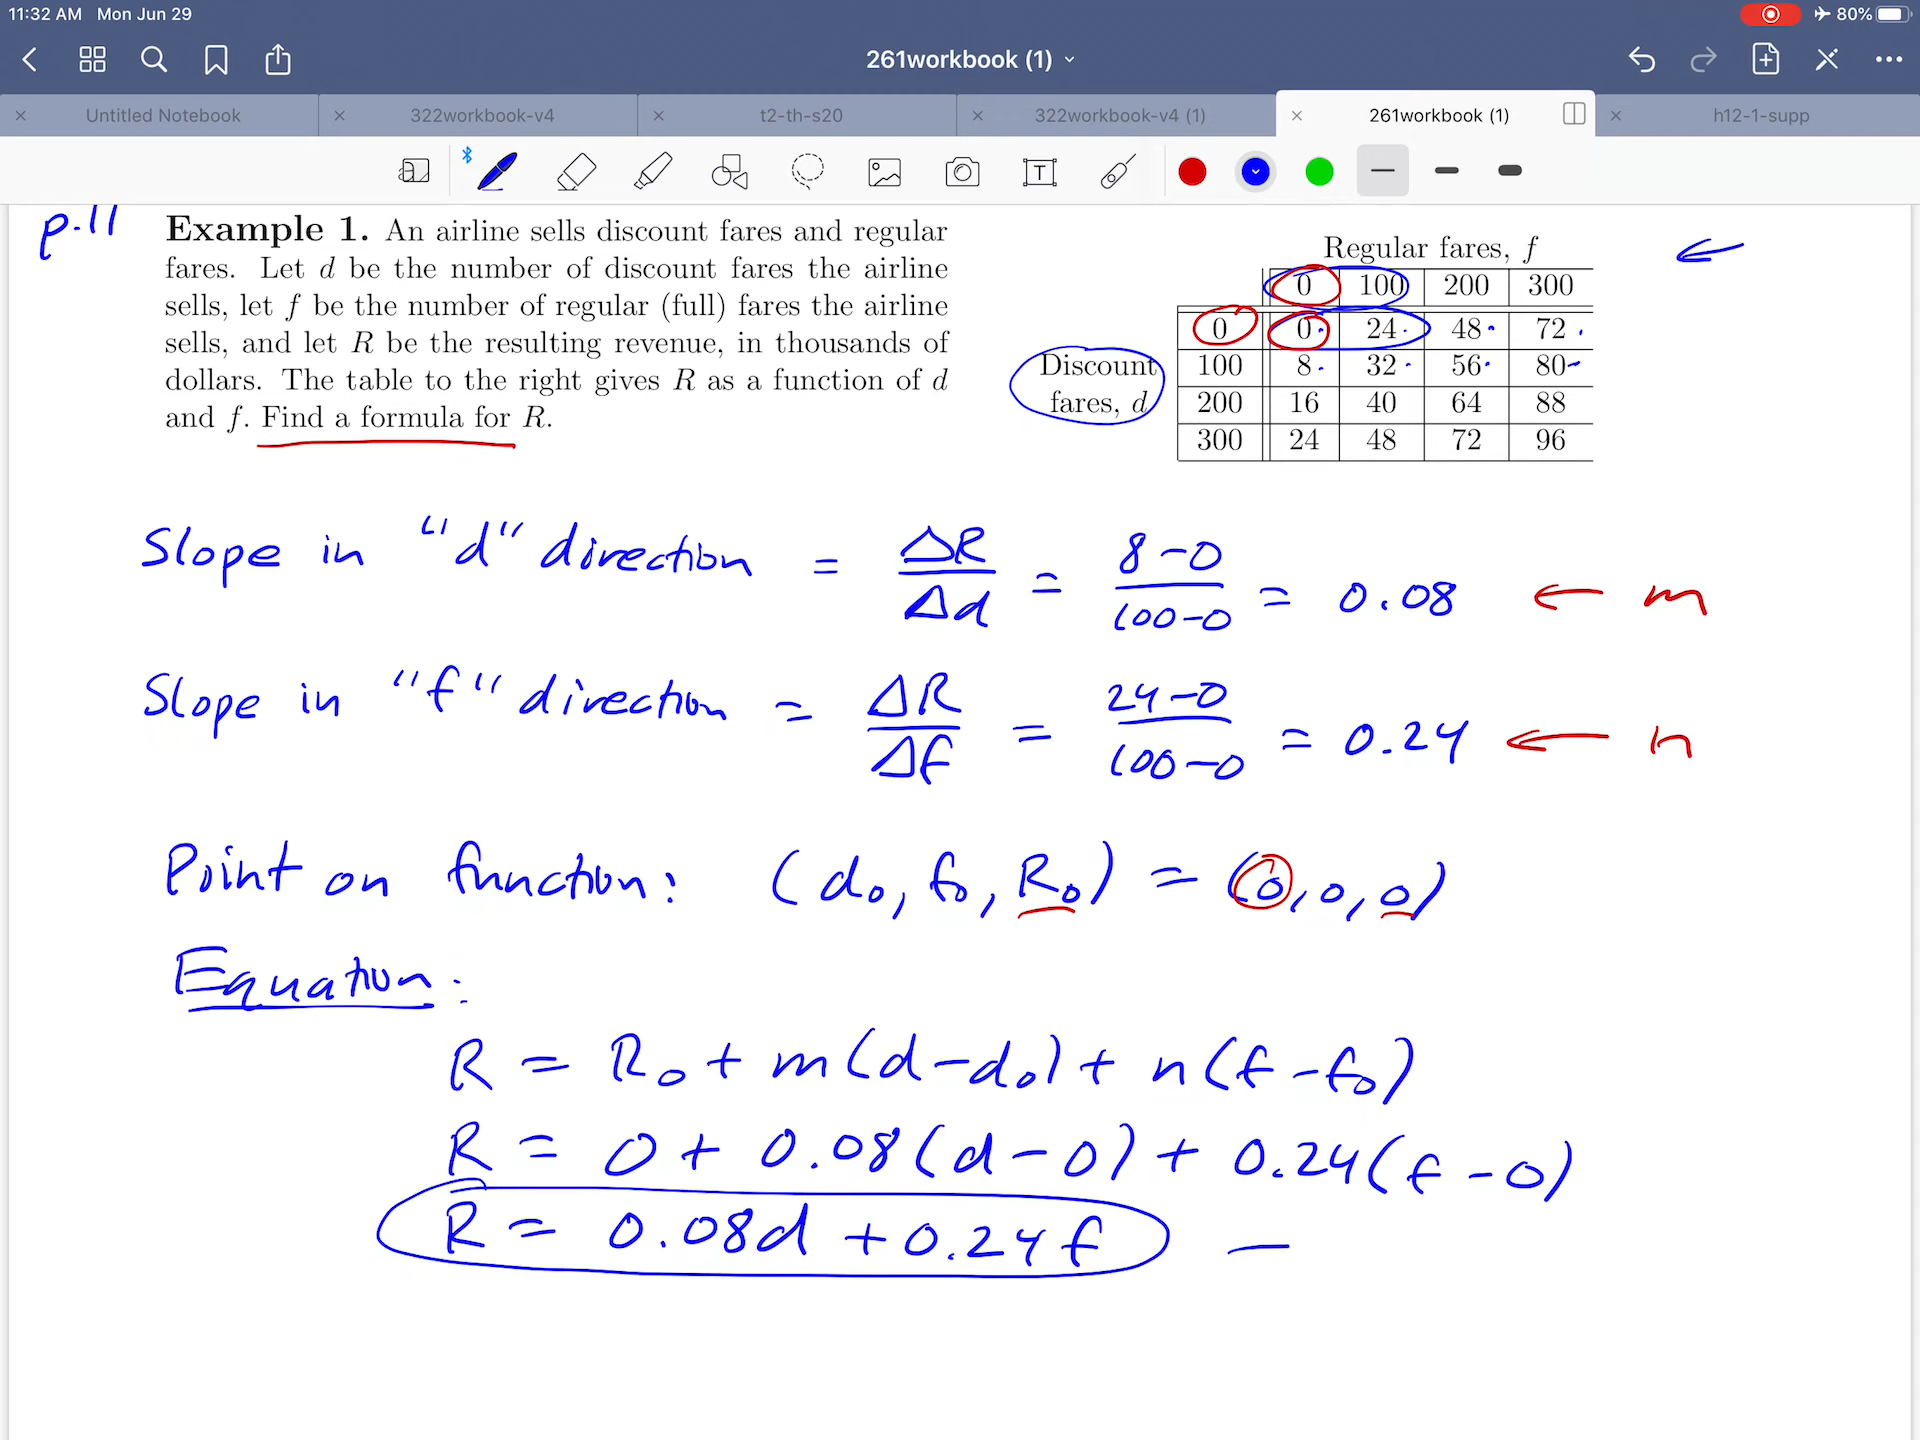 11:32 AM Mon Jun 29
80%
261workbook (1)
Untitled Notebook
322workbook-v4
t2-th-s20
322workbook-v4 (1)
261workbook (1)
h12-1-supp
T
p.11
Example 1. An airline sells discount fares and regular
fares. Let d be the number of discount fares the airline
sells, let f be the number of regular (full) fares the airline
sells, and let R be the resulting revenue, in thousands of
dollars. The table to the right gives R as a function of d
and f. Find a formula for R.
Regular fares, f
0 100 200 300
0 0 24 48 72
Discount
fares, d
100 8 32 56 80
200 16 40 64 88
300 24 48 72 96
Slope in "d" direction = ΔR/Δd = 8-0/100-0 = 0.08 ← m
Slope in "f" direction = ΔR/Δf = 24-0/100-0 = 0.24 ← n
Point on function: (d₀, f₀, R₀) = (0, 0, 0)
Equation:
R = R₀ + m(d-d₀) + n(f-f₀)
R = 0 + 0.08(d-0) + 0.24(f-0)
R = 0.08d + 0.24f —